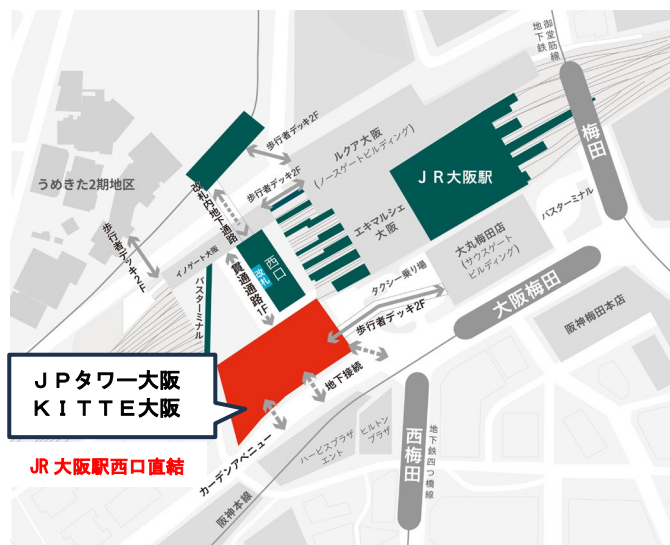 御堂筋線
地下鉄
梅田
歩行者デッキ2F
ルクア大阪
(ノースゲートビルディング)
JR大阪駅
うめきた2期地区
改札内地下通路
歩行者デッキ2F
エキマルシェ
大阪
バスターミナル
歩行者デッキ2F
イノゲート大阪
西口
改札
大丸梅田店
(サウスゲート
ビルディング)
バスターミナル
貫通通路1F
タクシー乗り場
歩行者デッキ2F
大阪梅田
阪神梅田本店
JPタワー大阪
KITTE大阪
地下接続
JR大阪駅西口直結
ガーデンアベニュー
ハービスプラザ
エント
ヒルトン
プラザ
西梅田
地下鉄四つ橋線
阪神本線